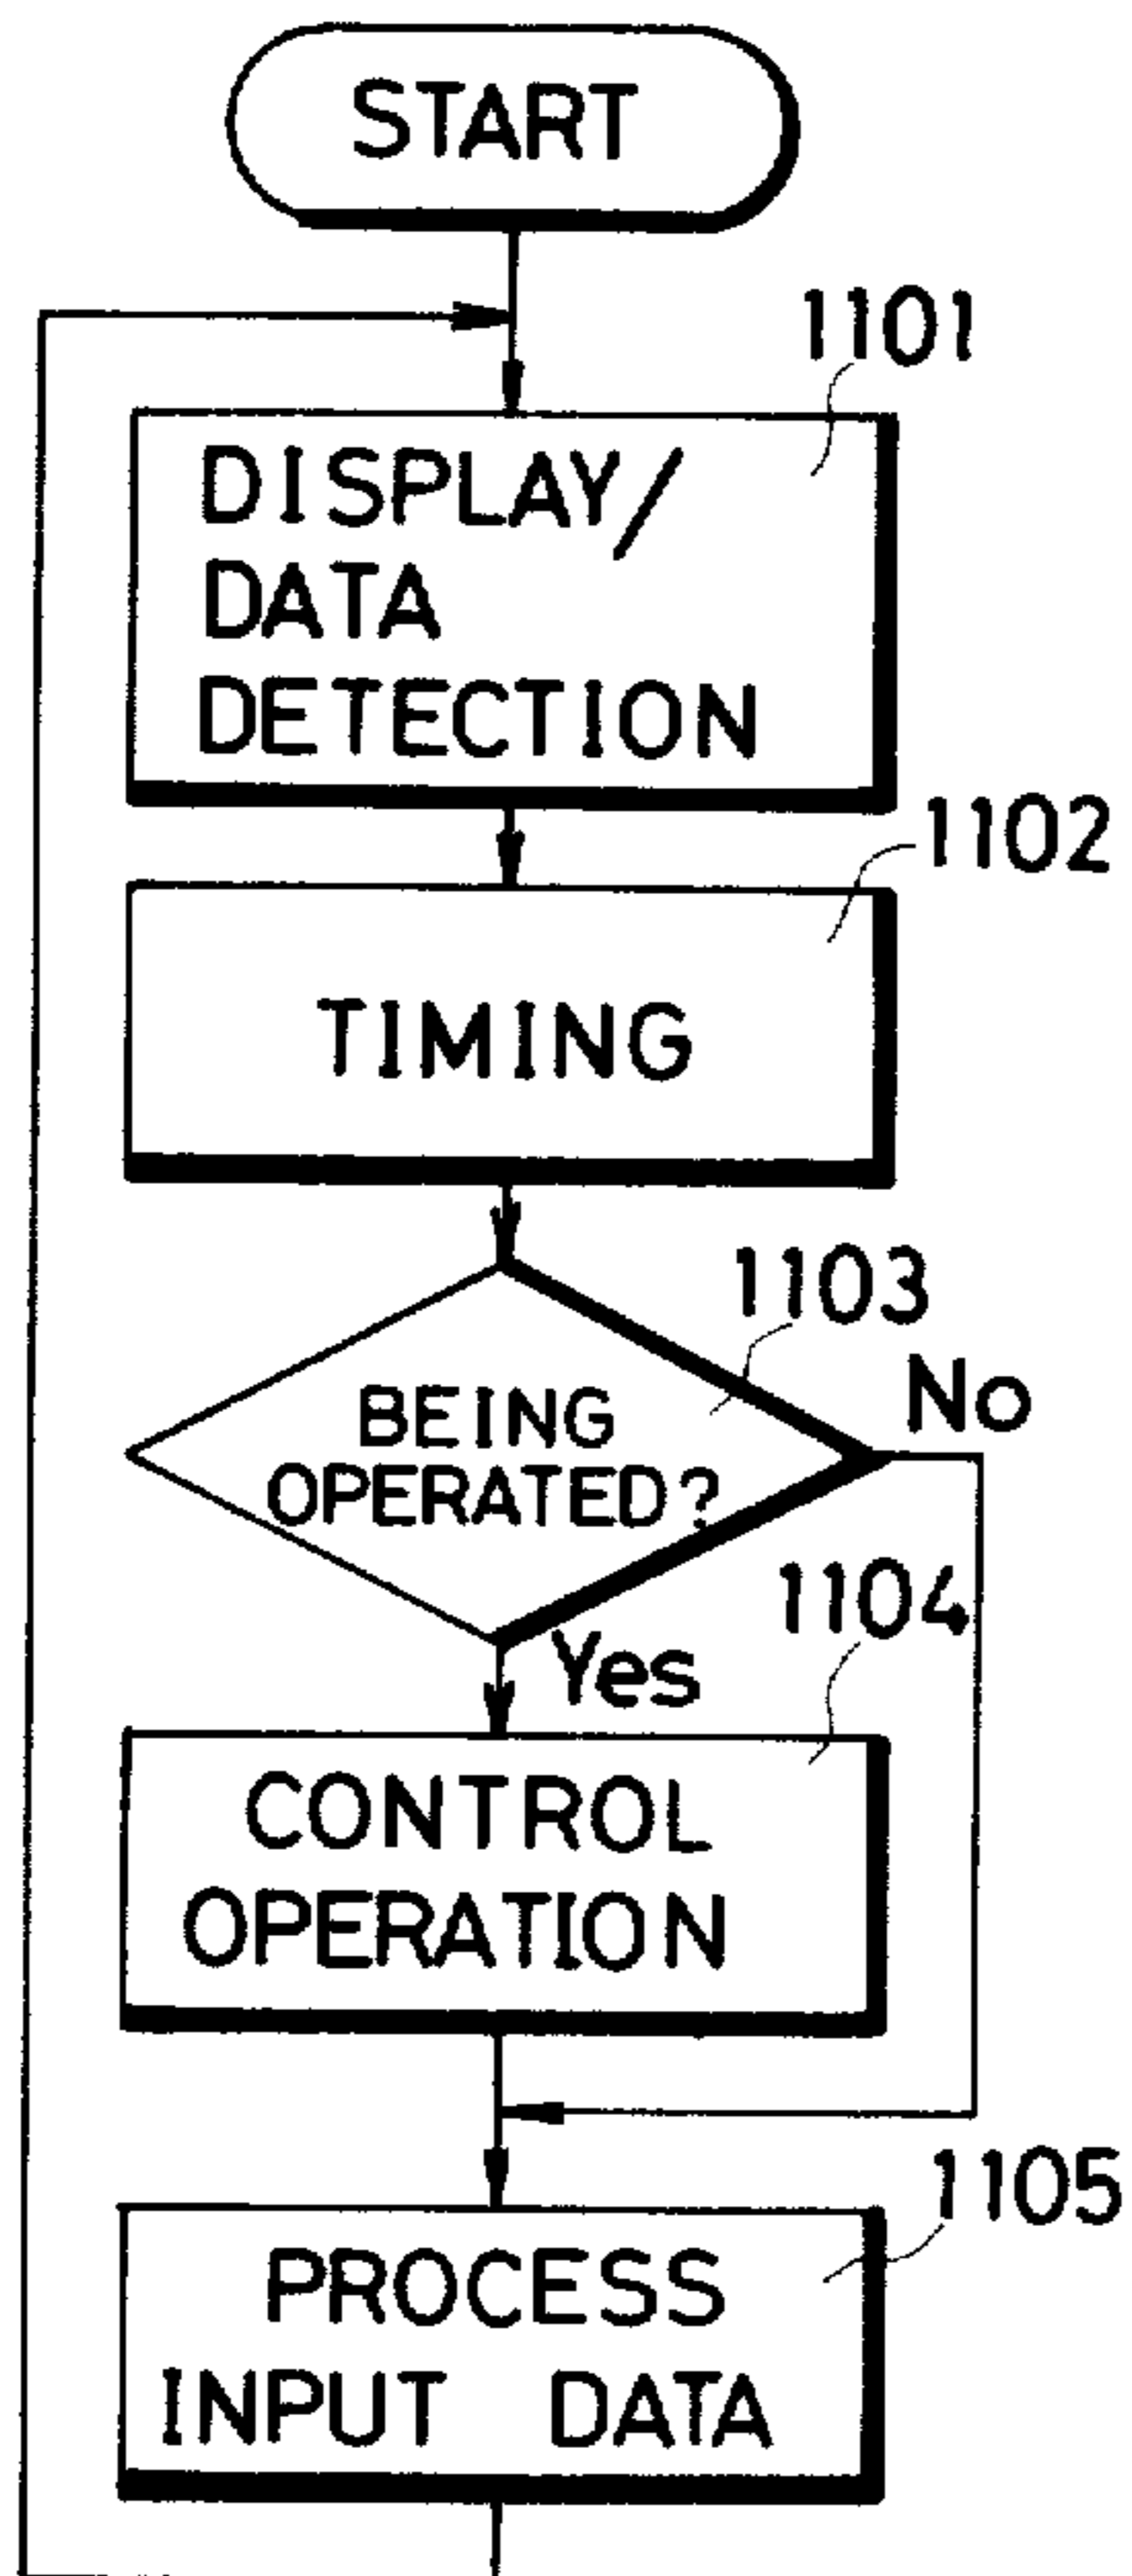 START
1101
DISPLAY/
DATA
DETECTION
1102
TIMING
1103
No
BEING
OPERATED?
1104
Yes
CONTROL
OPERATION
1105
PROCESS
INPUT DATA